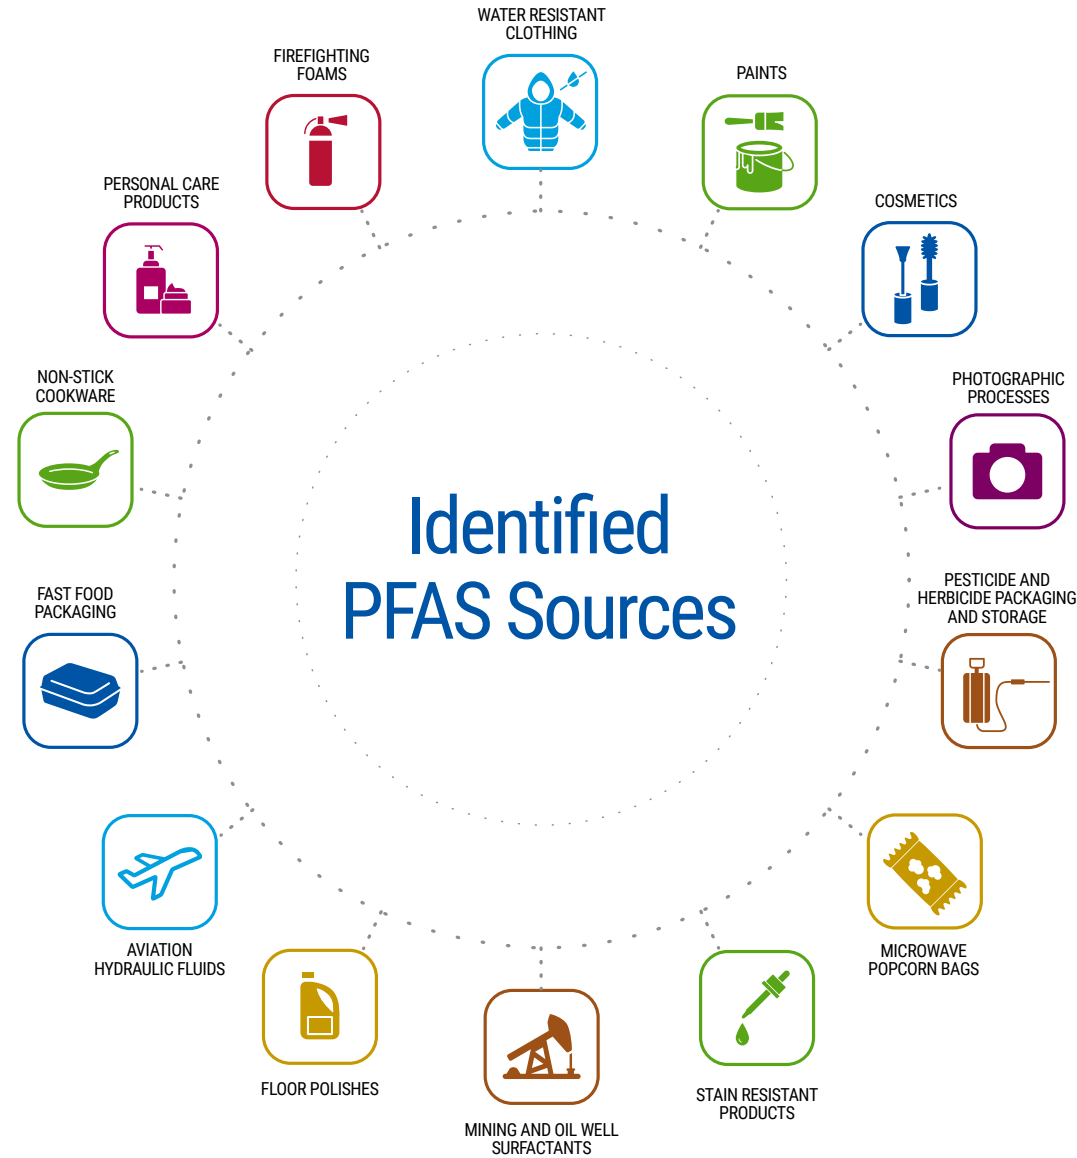 WATER RESISTANT
CLOTHING
PAINTS
COSMETICS
PHOTOGRAPHIC
PROCESSES
PESTICIDE AND
HERBICIDE PACKAGING
AND STORAGE
MICROWAVE
POPCORN BAGS
STAIN RESISTANT
PRODUCTS
MINING AND OIL WELL
SURFACTANTS
FLOOR POLISHES
AVIATION
HYDRAULIC FLUIDS
FAST FOOD
PACKAGING
NON-STICK
COOKWARE
PERSONAL CARE
PRODUCTS
FIREFIGHTING
FOAMS
Identified
PFAS Sources